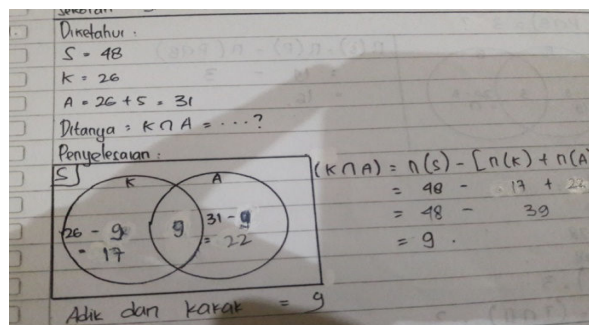 Diketahui :
S = 48
K = 26
A = 26 + 5 = 31
Ditanya : K ∩ A = . . . ?
Penyelesaian :
S
K
A
26 - 9
= 17
9
31 - 9
= 22
(K ∩ A) = n(S) - [n(K) + n(A
= 48 - 17 + 22
= 48 - 39
= 9 .
Adik dan kakak = 9